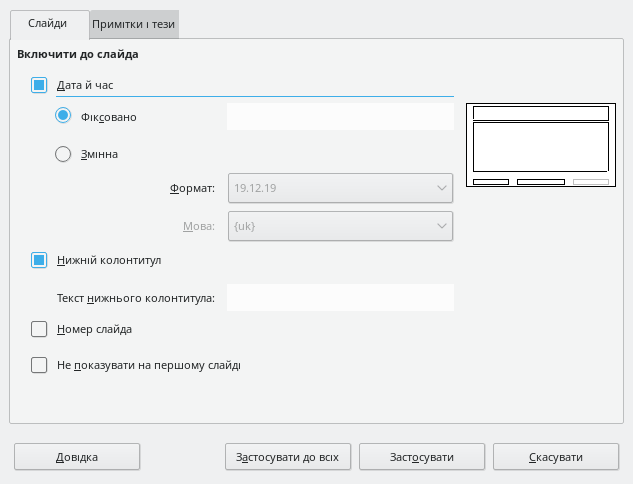 Слайди
Примітки і тези
Включити до слайда
Дата й час
Фіксовано
Змінна
Формат:
19.12.19
Мова:
{uk}
Нижній колонтитул
Текст нижнього колонтитула:
Номер слайда
Не показувати на першому слайді
Довідка
Застосувати до всіх
Застосувати
Скасувати